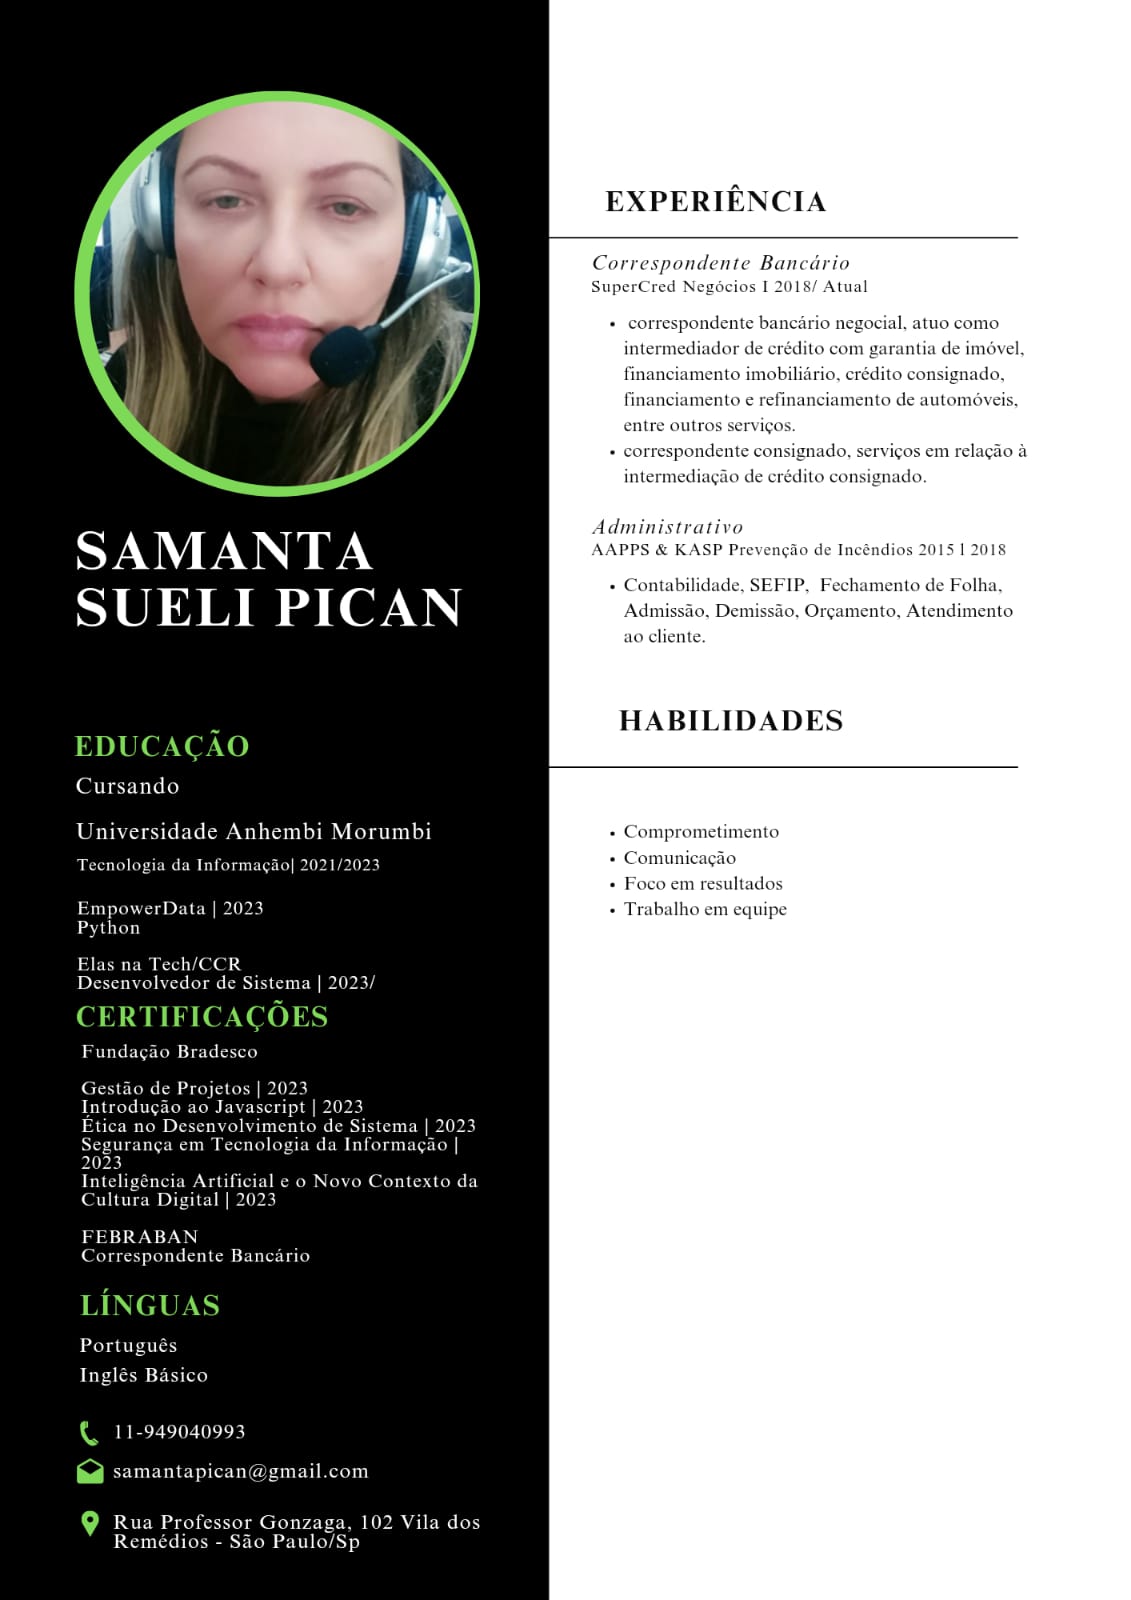 SAMANTA
SUELI PICAN
EDUCAÇÃO
Cursando
Universidade Anhembi Morumbi
Tecnologia da Informação| 2021/2023
EmpowerData | 2023
Python
Elas na Tech/CCR
Desenvolvedor de Sistema | 2023/
CERTIFICAÇÕES
Fundação Bradesco
Gestão de Projetos | 2023
Introdução ao Javascript | 2023
Ética no Desenvolvimento de Sistema | 2023
Segurança em Tecnologia da Informação |
2023
Inteligência Artificial e o Novo Contexto da
Cultura Digital | 2023
FEBRABAN
Correspondente Bancário
LÍNGUAS
Português
Inglês Básico
11-949040993
samantapican@gmail.com
Rua Professor Gonzaga, 102 Vila dos
Remédios - São Paulo/Sp
EXPERIÊNCIA
Correspondente Bancário
SuperCred Negócios I 2018/ Atual
• correspondente bancário negocial, atuo como
intermediador de crédito com garantia de imóvel,
financiamento imobiliário, crédito consignado,
financiamento e refinanciamento de automóveis,
entre outros serviços.
• correspondente consignado, serviços em relação à
intermediação de crédito consignado.
Administrativo
AAPPS & KASP Prevenção de Incêndios 2015 l 2018
• Contabilidade, SEFIP,  Fechamento de Folha,
Admissão, Demissão, Orçamento, Atendimento
ao cliente.
HABILIDADES
• Comprometimento
• Comunicação
• Foco em resultados
• Trabalho em equipe